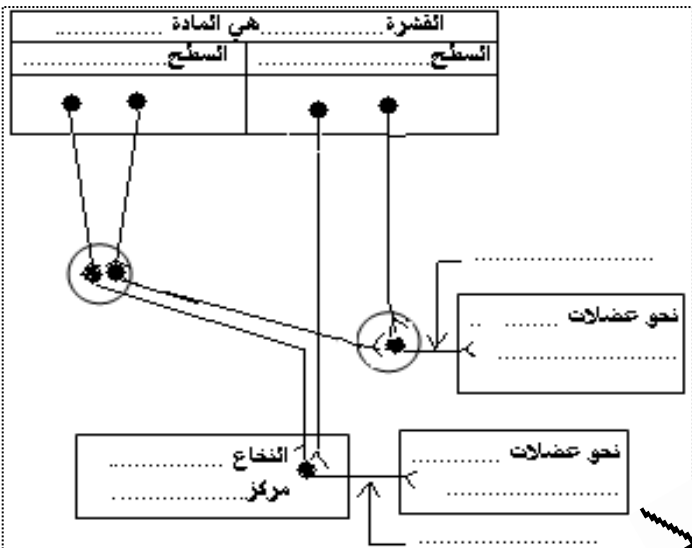 القشرة ..................هي المادة ................
السطح........................ السطح........................
............................
نحو عضلات ........ ..
............................
النخاع ..................
مركز......................
نحو عضلات ..............
...........................
............................